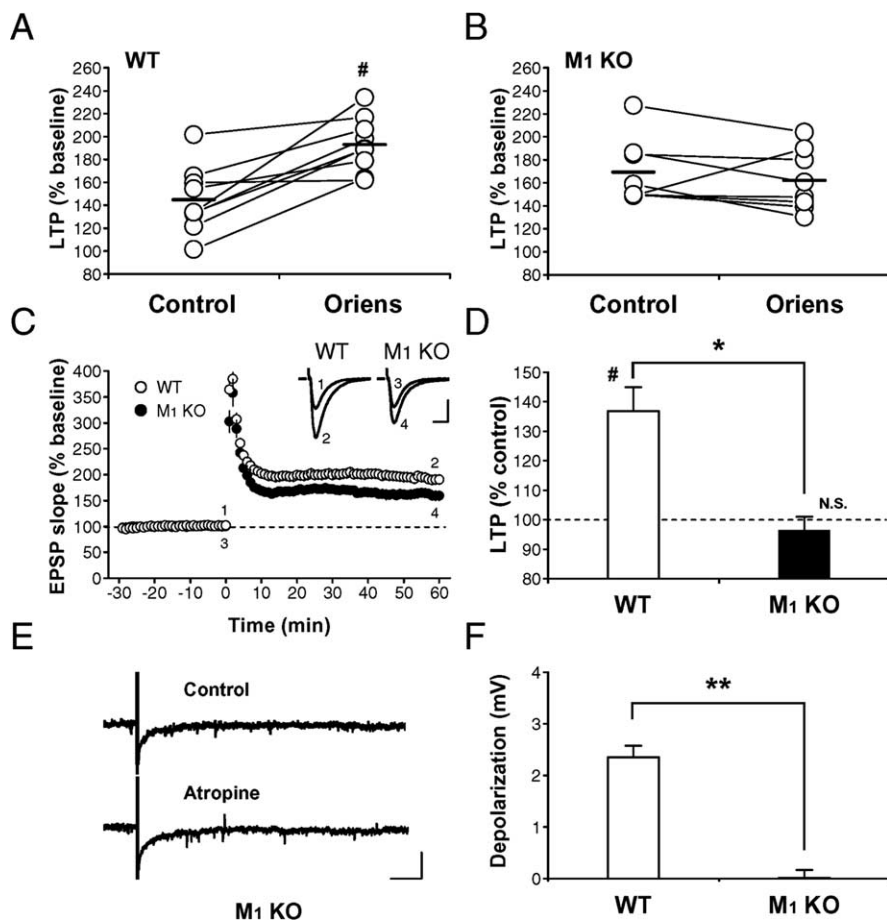 A
WT
#
LTP (% baseline)
260
240
220
200
180
160
140
120
100
80
Control
Oriens
B
M1 KO
LTP (% baseline)
260
240
220
200
180
160
140
120
100
80
Control
Oriens
C
EPSP slope (% baseline)
400
350
300
250
200
150
100
50
0
WT
M1 KO
WT
M1 KO
1
2
3
4
1
3
2
4
-30 -20 -10 0 10 20 30 40 50 60
Time (min)
D
LTP (% control)
150
140
130
120
110
100
90
80
#
*
N.S.
WT
M1 KO
E
Control
Atropine
M1 KO
F
Depolarization (mV)
4
3
2
1
0
**
WT
M1 KO